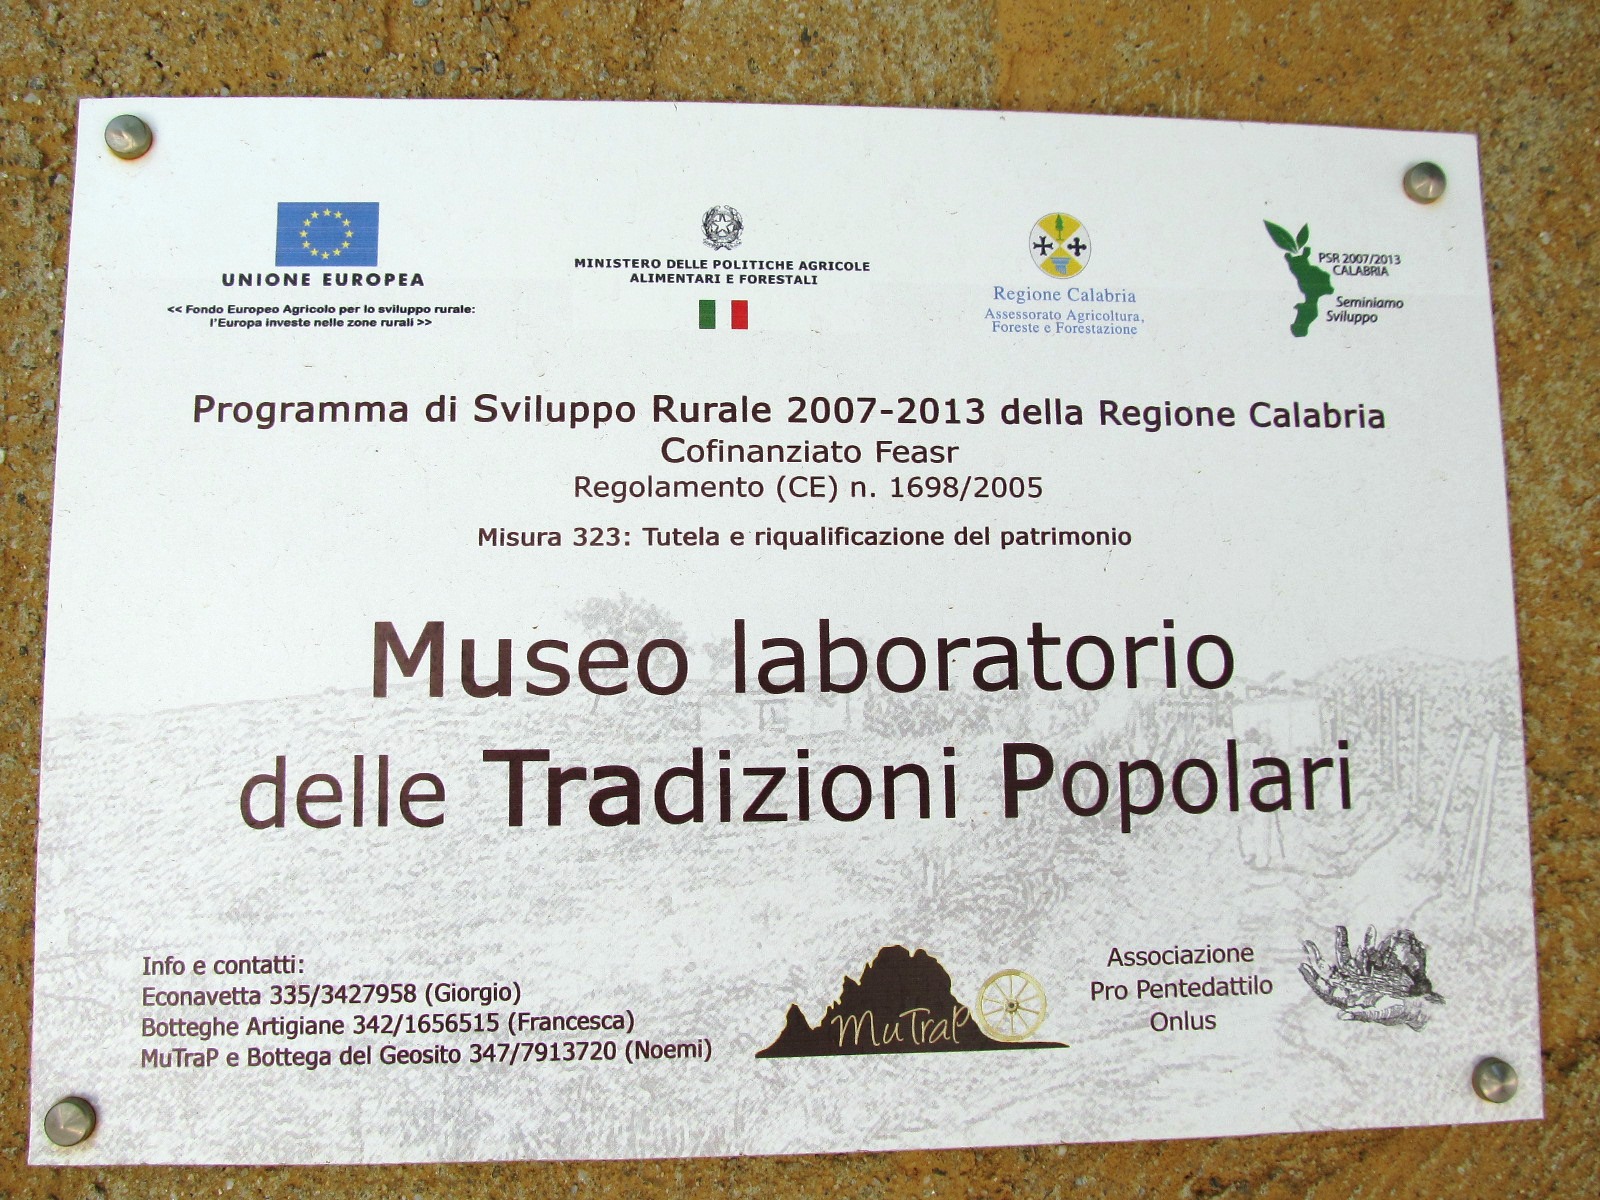 UNIONE EUROPEA
<< Fondo Europeo Agricolo per lo sviluppo rurale:
l'Europa investe nelle zone rurali >>
MINISTERO DELLE POLITICHE AGRICOLE
ALIMENTARI E FORESTALI
Regione Calabria
Assessorato Agricoltura,
Foreste e Forestazione
PSR 2007/2013
CALABRIA
Seminiamo
Sviluppo
Programma di Sviluppo Rurale 2007-2013 della Regione Calabria
Cofinanziato Feasr
Regolamento (CE) n. 1698/2005
Misura 323: Tutela e riqualificazione del patrimonio
Museo laboratorio
delle Tradizioni Popolari
Info e contatti:
Econavetta 335/3427958 (Giorgio)
Botteghe Artigiane 342/1656515 (Francesca)
MuTraP e Bottega del Geosito 347/7913720 (Noemi)
MuTraP
Associazione
Pro Pentedattilo
Onlus